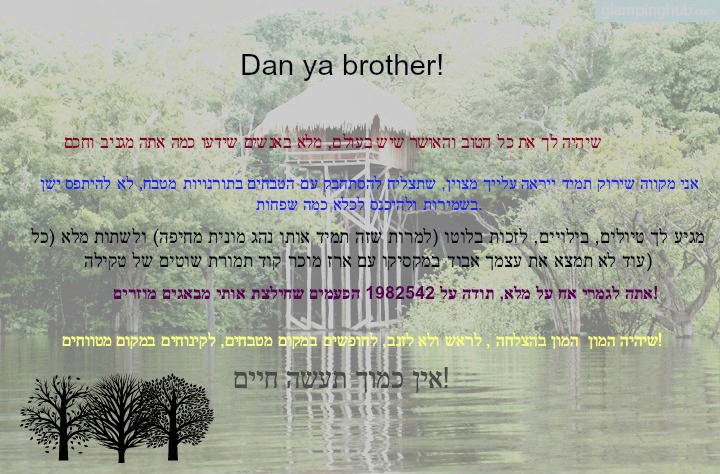 glampinghub.com
Dan ya brother!
שיהיה לך את כל הטוב והאושר שיש בעולם, מלא באנשים שידעו כמה אתה מגניב וחכם
אני מקווה שירוק תמיד ייראה עלייך מצוין, שתצליח להסתחבק עם הטבחים בתורנויות מטבח, לא להיתפס ישן
בשמירות ולהיכנס לכלא כמה שפחות.
מגיע לך טיולים, בילויים, לזכות בלוטו (למרות שזה תמיד אותו נהג מונית מחיפה) ולשתות מלא (כל
עוד לא תמצא את עצמך אבוד במקסיקו עם ארז מוכר קוד תמורת שוטים של טקילה)
אתה לגמרי אח על מלא, תודה על 1982542 הפעמים שחילצת אותי מבאגים מוזרים!
שיהיה המון המון בהצלחה , לראש ולא לזנב, לחופשים במקום מטבחים, לקינוחים במקום מטווחים!
אין כמוך תעשה חיים!